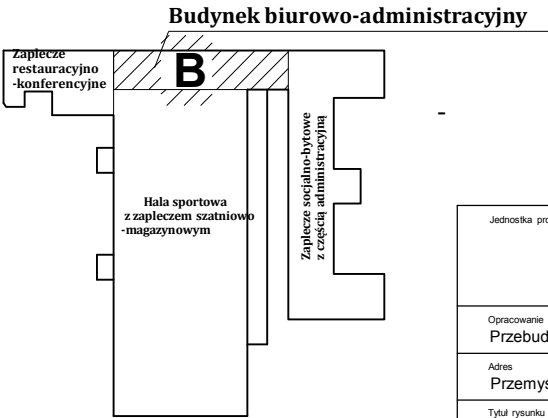 Budynek biurowo-administracyjny
Zaplecze
restauracyjno
-konferencyjne
B
Hala sportowa
z zapleczem szatniowo
-magazynowym
Zaplecze socjalno-bytowe
z częścią administracyjną
-
Jednostka pro
Opracowanie
Przebud
Adres
Przemys
Tytuł rysunku